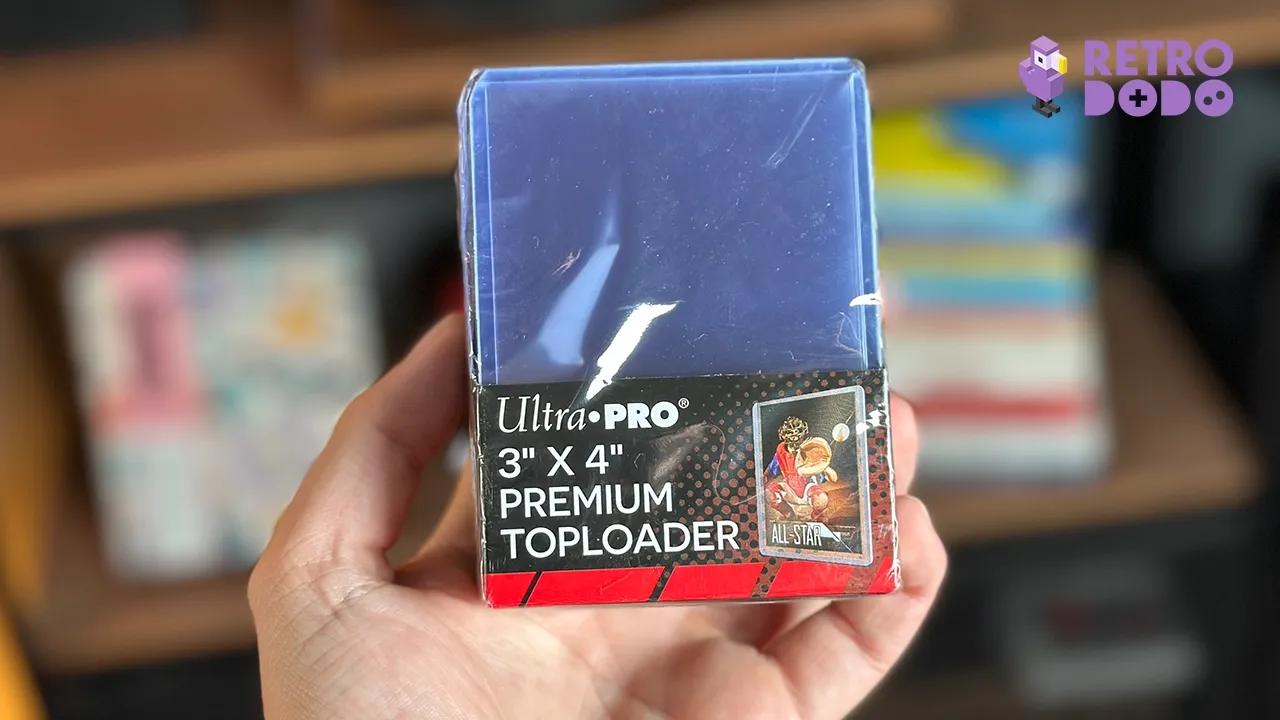 RETRO
DODO
Ultra•PRO®
3" X 4"
PREMIUM
TOPLOADER
ALL-STAR